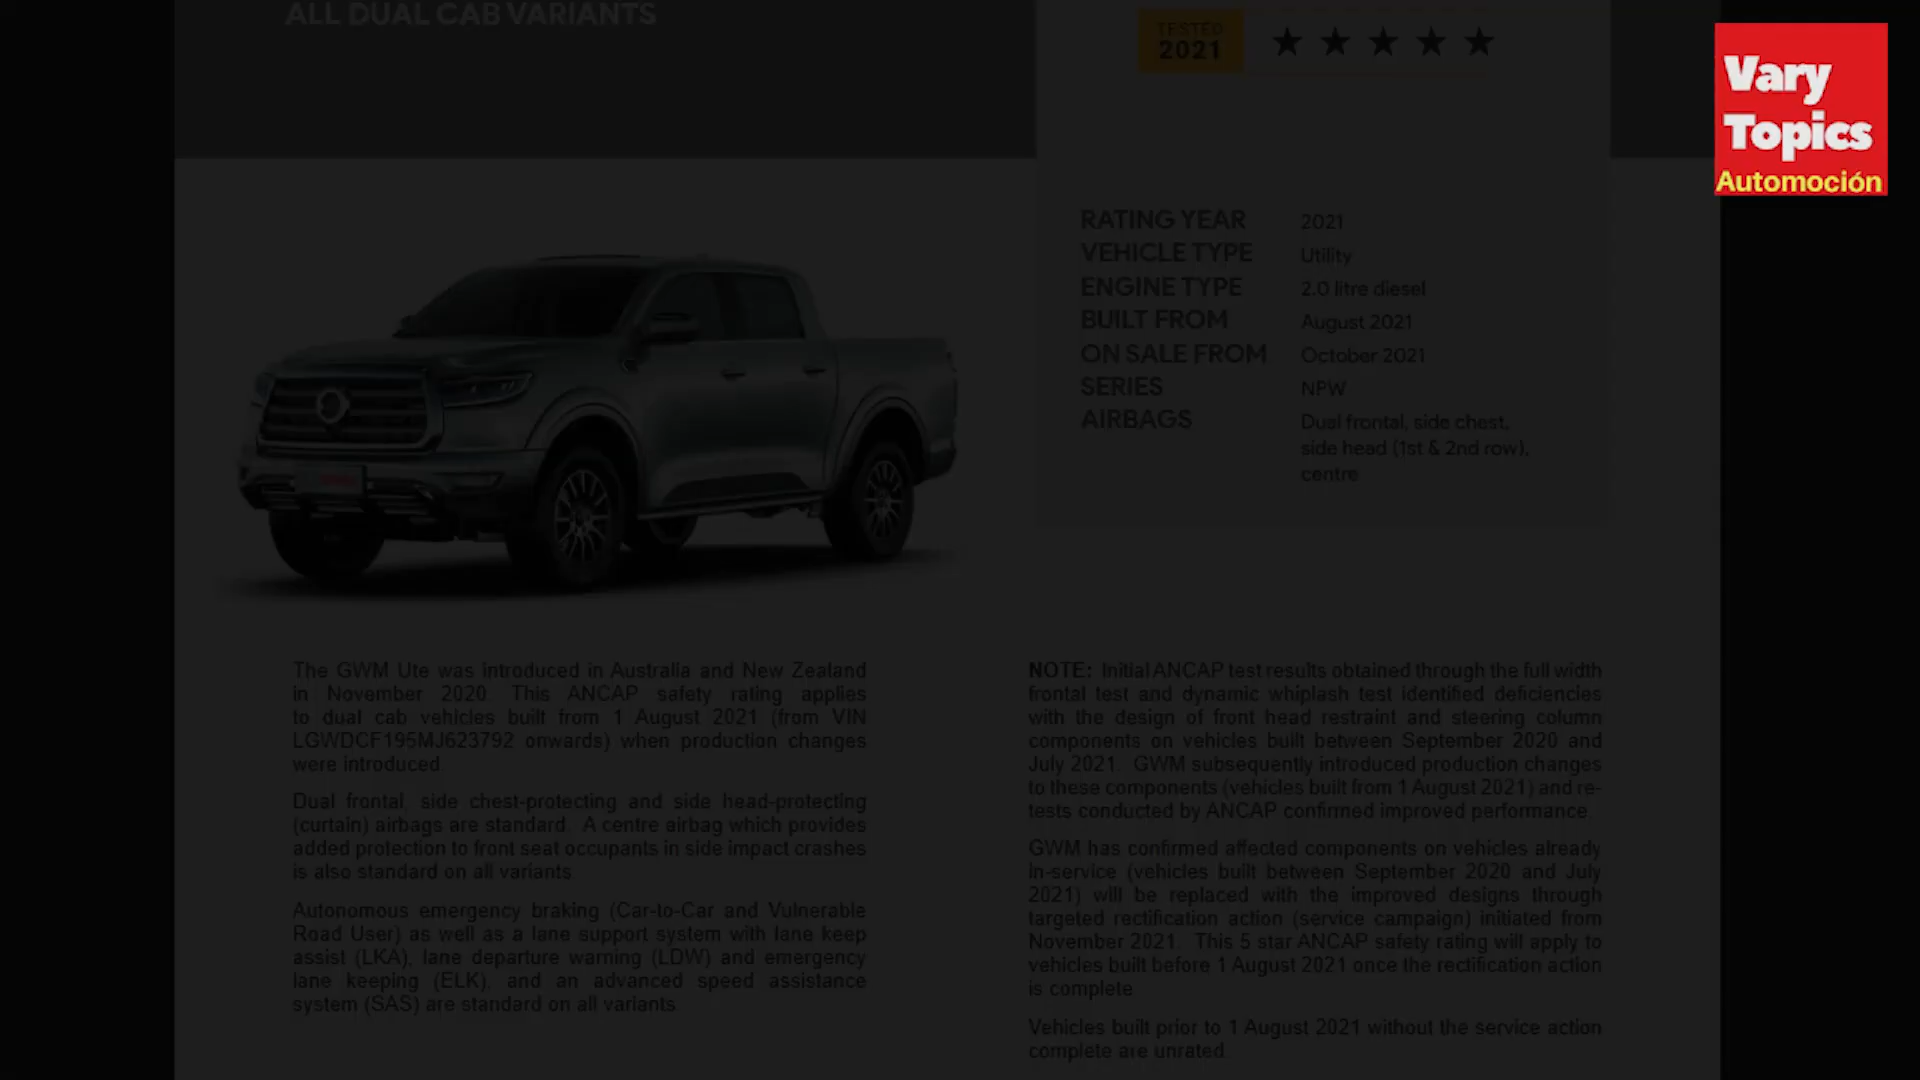 ALL DUAL CAB VARIANTS
TESTED
2021
Vary
Topics
Automoción
RATING YEAR 2021
VEHICLE TYPE Utility
ENGINE TYPE 2.0 litre diesel
BUILT FROM August 2021
ON SALE FROM October 2021
SERIES NPW
AIRBAGS Dual frontal, side chest,
side head (1st & 2nd row),
centre
The GWM Ute was introduced in Australia and New Zealand
in November 2020. This ANCAP safety rating applies
to dual cab vehicles built from 1 August 2021 (from VIN
LGWDCF195MJ623792 onwards) when production changes
were introduced.
Dual frontal, side chest-protecting and side head-protecting
(curtain) airbags are standard. A centre airbag which provides
added protection to front seat occupants in side impact crashes
is also standard on all variants.
Autonomous emergency braking (Car-to-Car and Vulnerable
Road User) as well as a lane support system with lane keep
assist (LKA), lane departure warning (LDW) and emergency
lane keeping (ELK), and an advanced speed assistance
system (SAS) are standard on all variants.
NOTE: Initial ANCAP test results obtained through the full width
frontal test and dynamic whiplash test identified deficiencies
with the design of front head restraint and steering column
components on vehicles built between September 2020 and
July 2021. GWM subsequently introduced production changes
to these components (vehicles built from 1 August 2021) and re-
tests conducted by ANCAP confirmed improved performance.
GWM has confirmed affected components on vehicles already
in-service (vehicles built between September 2020 and July
2021) will be replaced with the improved designs through
targeted rectification action (service campaign) initiated from
November 2021. This 5 star ANCAP safety rating will apply to
vehicles built before 1 August 2021 once the rectification action
is complete.
Vehicles built prior to 1 August 2021 without the service action
complete are unrated.